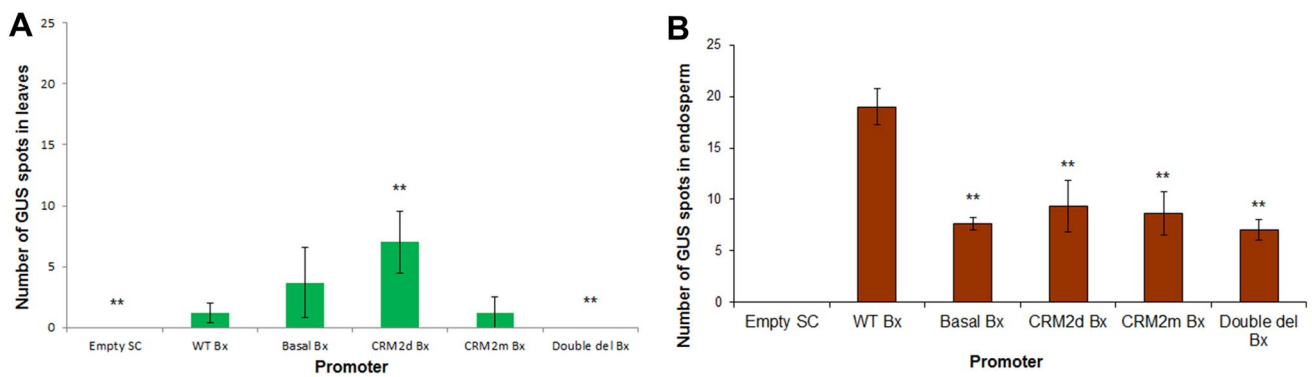 A
Number of GUS spots in leaves
25
20
15
10
5
0
**
**
**
Empty SC
WT Bx
Basal Bx
CRM2d Bx
CRM2m Bx
Double del Bx
Promoter
B
Number of GUS spots in endosperm
25
20
15
10
5
0
**
**
**
**
Empty SC
WT Bx
Basal Bx
CRM2d Bx
CRM2m Bx
Double del
Bx
Promoter